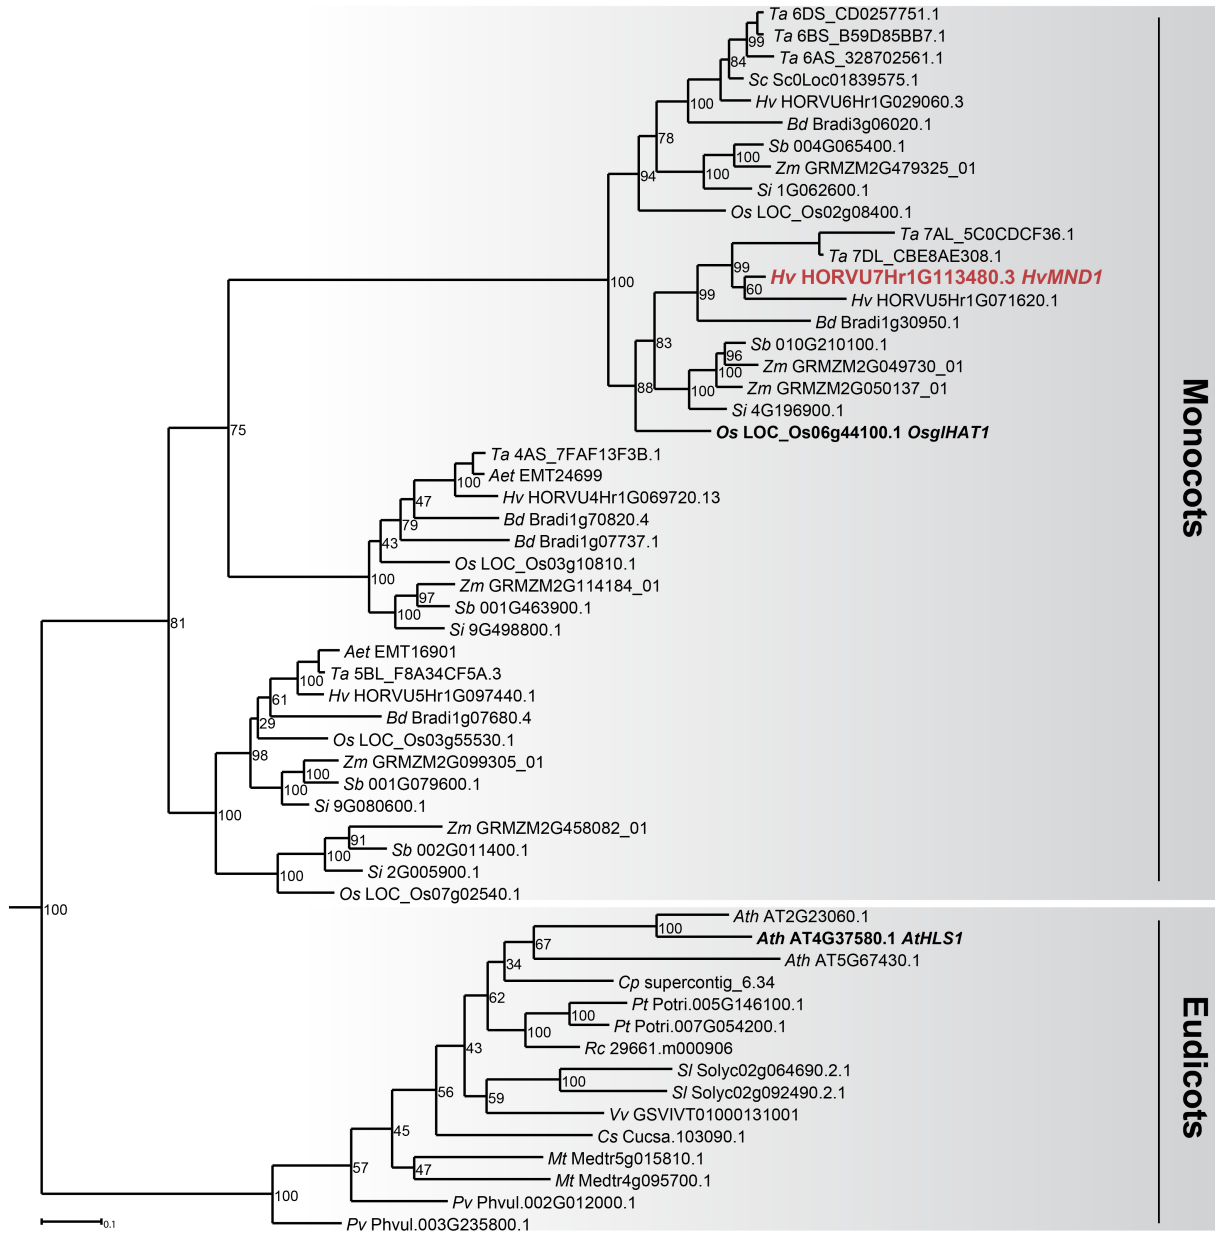 Ta 6DS_CD0257751.1
Ta 6BS_B59D85BB7.1
99
Ta 6AS_328702561.1
84
Sc Sc0Loc01839575.1
Hv HORVU6Hr1G029060.3
100
Bd Bradi3g06020.1
78
Sb 004G065400.1
100
Zm GRMZM2G479325_01
100
Si 1G062600.1
94
Os LOC_Os02g08400.1
Ta 7AL_5C0CDCF36.1
Ta 7DL_CBE8AE308.1
99
Hv HORVU7Hr1G113480.3 HvMND1
100
60
99
Hv HORVU5Hr1G071620.1
Bd Bradi1g30950.1
83
Sb 010G210100.1
96
Zm GRMZM2G049730_01
100
88
100
Zm GRMZM2G050137_01
Si 4G196900.1
Os LOC_Os06g44100.1 OsglHAT1
75
Ta 4AS_7FAF13F3B.1
Aet EMT24699
100
Hv HORVU4Hr1G069720.13
47
Bd Bradi1g70820.4
79
Bd Bradi1g07737.1
43
Os LOC_Os03g10810.1
100
Zm GRMZM2G114184_01
97
Sb 001G463900.1
100
Si 9G498800.1
81
Aet EMT16901
Ta 5BL_F8A34CF5A.3
100
Hv HORVU5Hr1G097440.1
61
Bd Bradi1g07680.4
29
Os LOC_Os03g55530.1
98
Zm GRMZM2G099305_01
100
Sb 001G079600.1
100
Si 9G080600.1
100
Zm GRMZM2G458082_01
91
Sb 002G011400.1
100
Si 2G005900.1
100
Os LOC_Os07g02540.1
Monocots
100
Ath AT2G23060.1
100
Ath AT4G37580.1 AtHLS1
67
Ath AT5G67430.1
34
Cp supercontig_6.34
62
Pt Potri.005G146100.1
100
Pt Potri.007G054200.1
100
Rc 29661.m000906
43
Sl Solyc02g064690.2.1
100
Sl Solyc02g092490.2.1
56
59
Vv GSVIVT01000131001
Cs Cucsa.103090.1
45
Mt Medtr5g015810.1
47
57
Mt Medtr4g095700.1
100
Pv Phvul.002G012000.1
Pv Phvul.003G235800.1
Eudicots
0.1